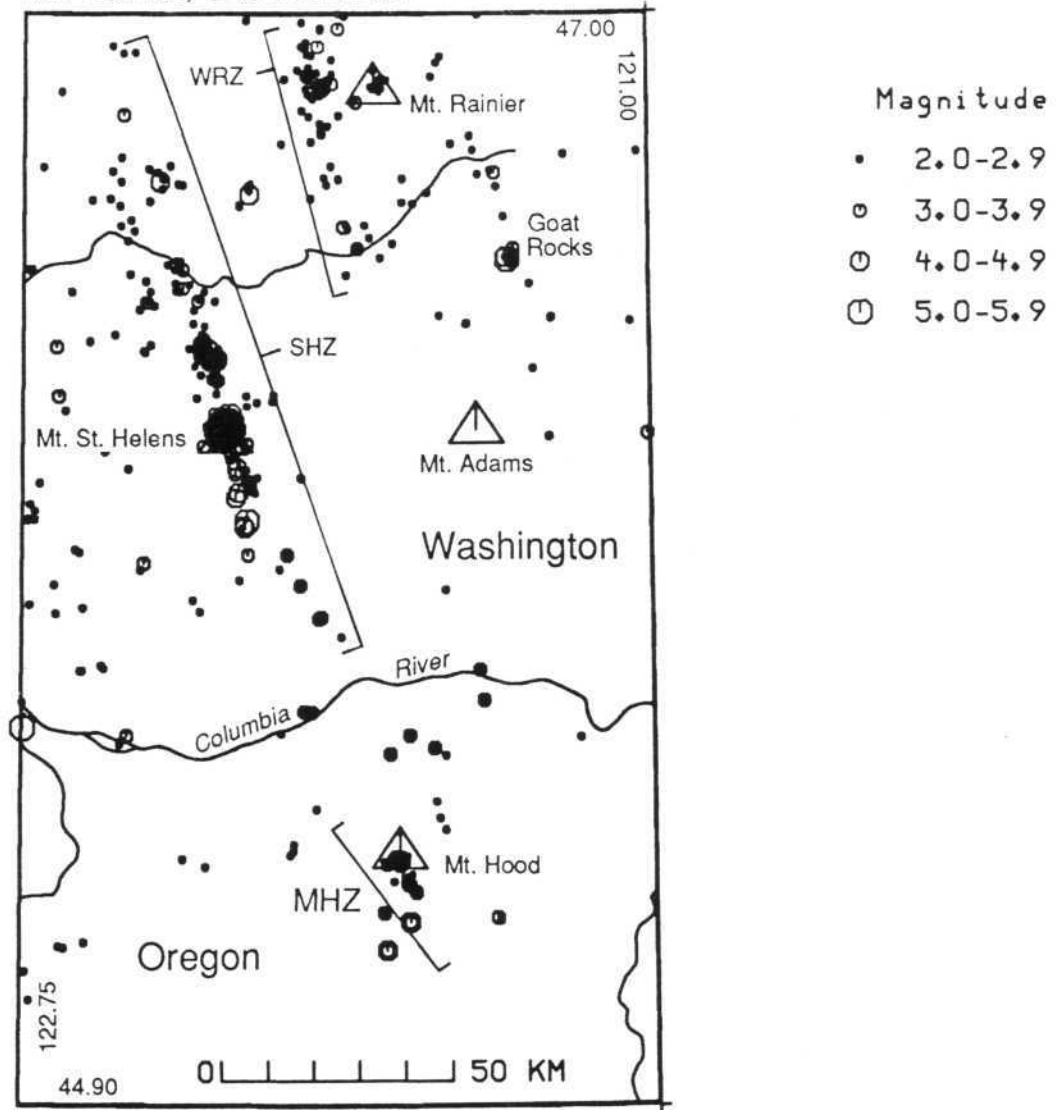 47.00
121.00
WRZ
Mt. Rainier
Goat
Rocks
SHZ
Mt. St. Helens
Mt. Adams
Washington
Columbia River
Mt. Hood
MHZ
Oregon
122.75
44.90
0 50 KM
Magnitude
2.0-2.9
3.0-3.9
4.0-4.9
5.0-5.9